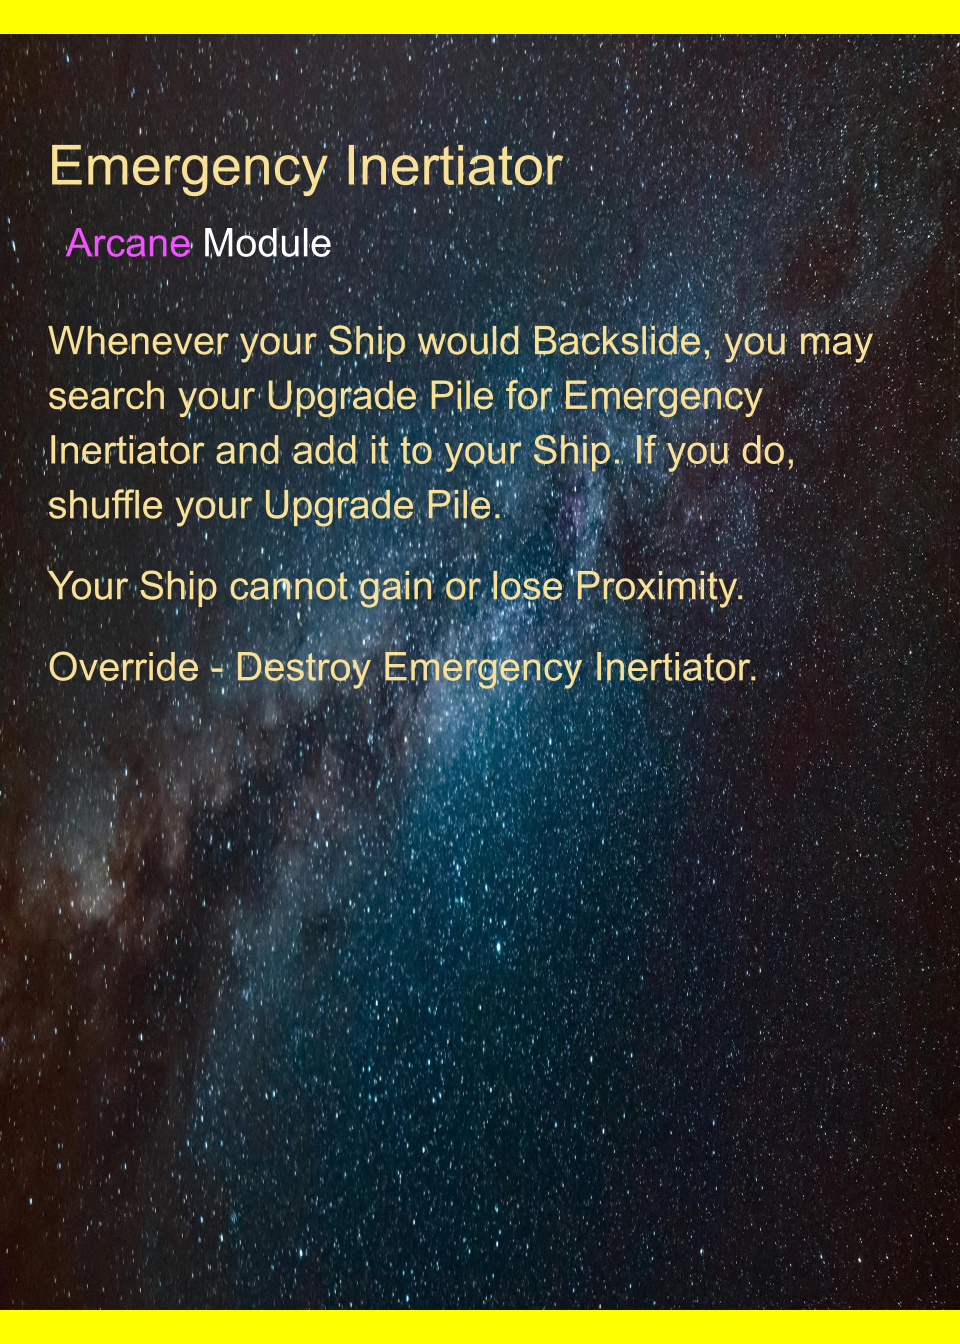 Emergency Inertiator
Arcane Module
Whenever your Ship would Backslide, you may
search your Upgrade Pile for Emergency
Inertiator and add it to your Ship. If you do,
shuffle your Upgrade Pile.
Your Ship cannot gain or lose Proximity.
Override - Destroy Emergency Inertiator.